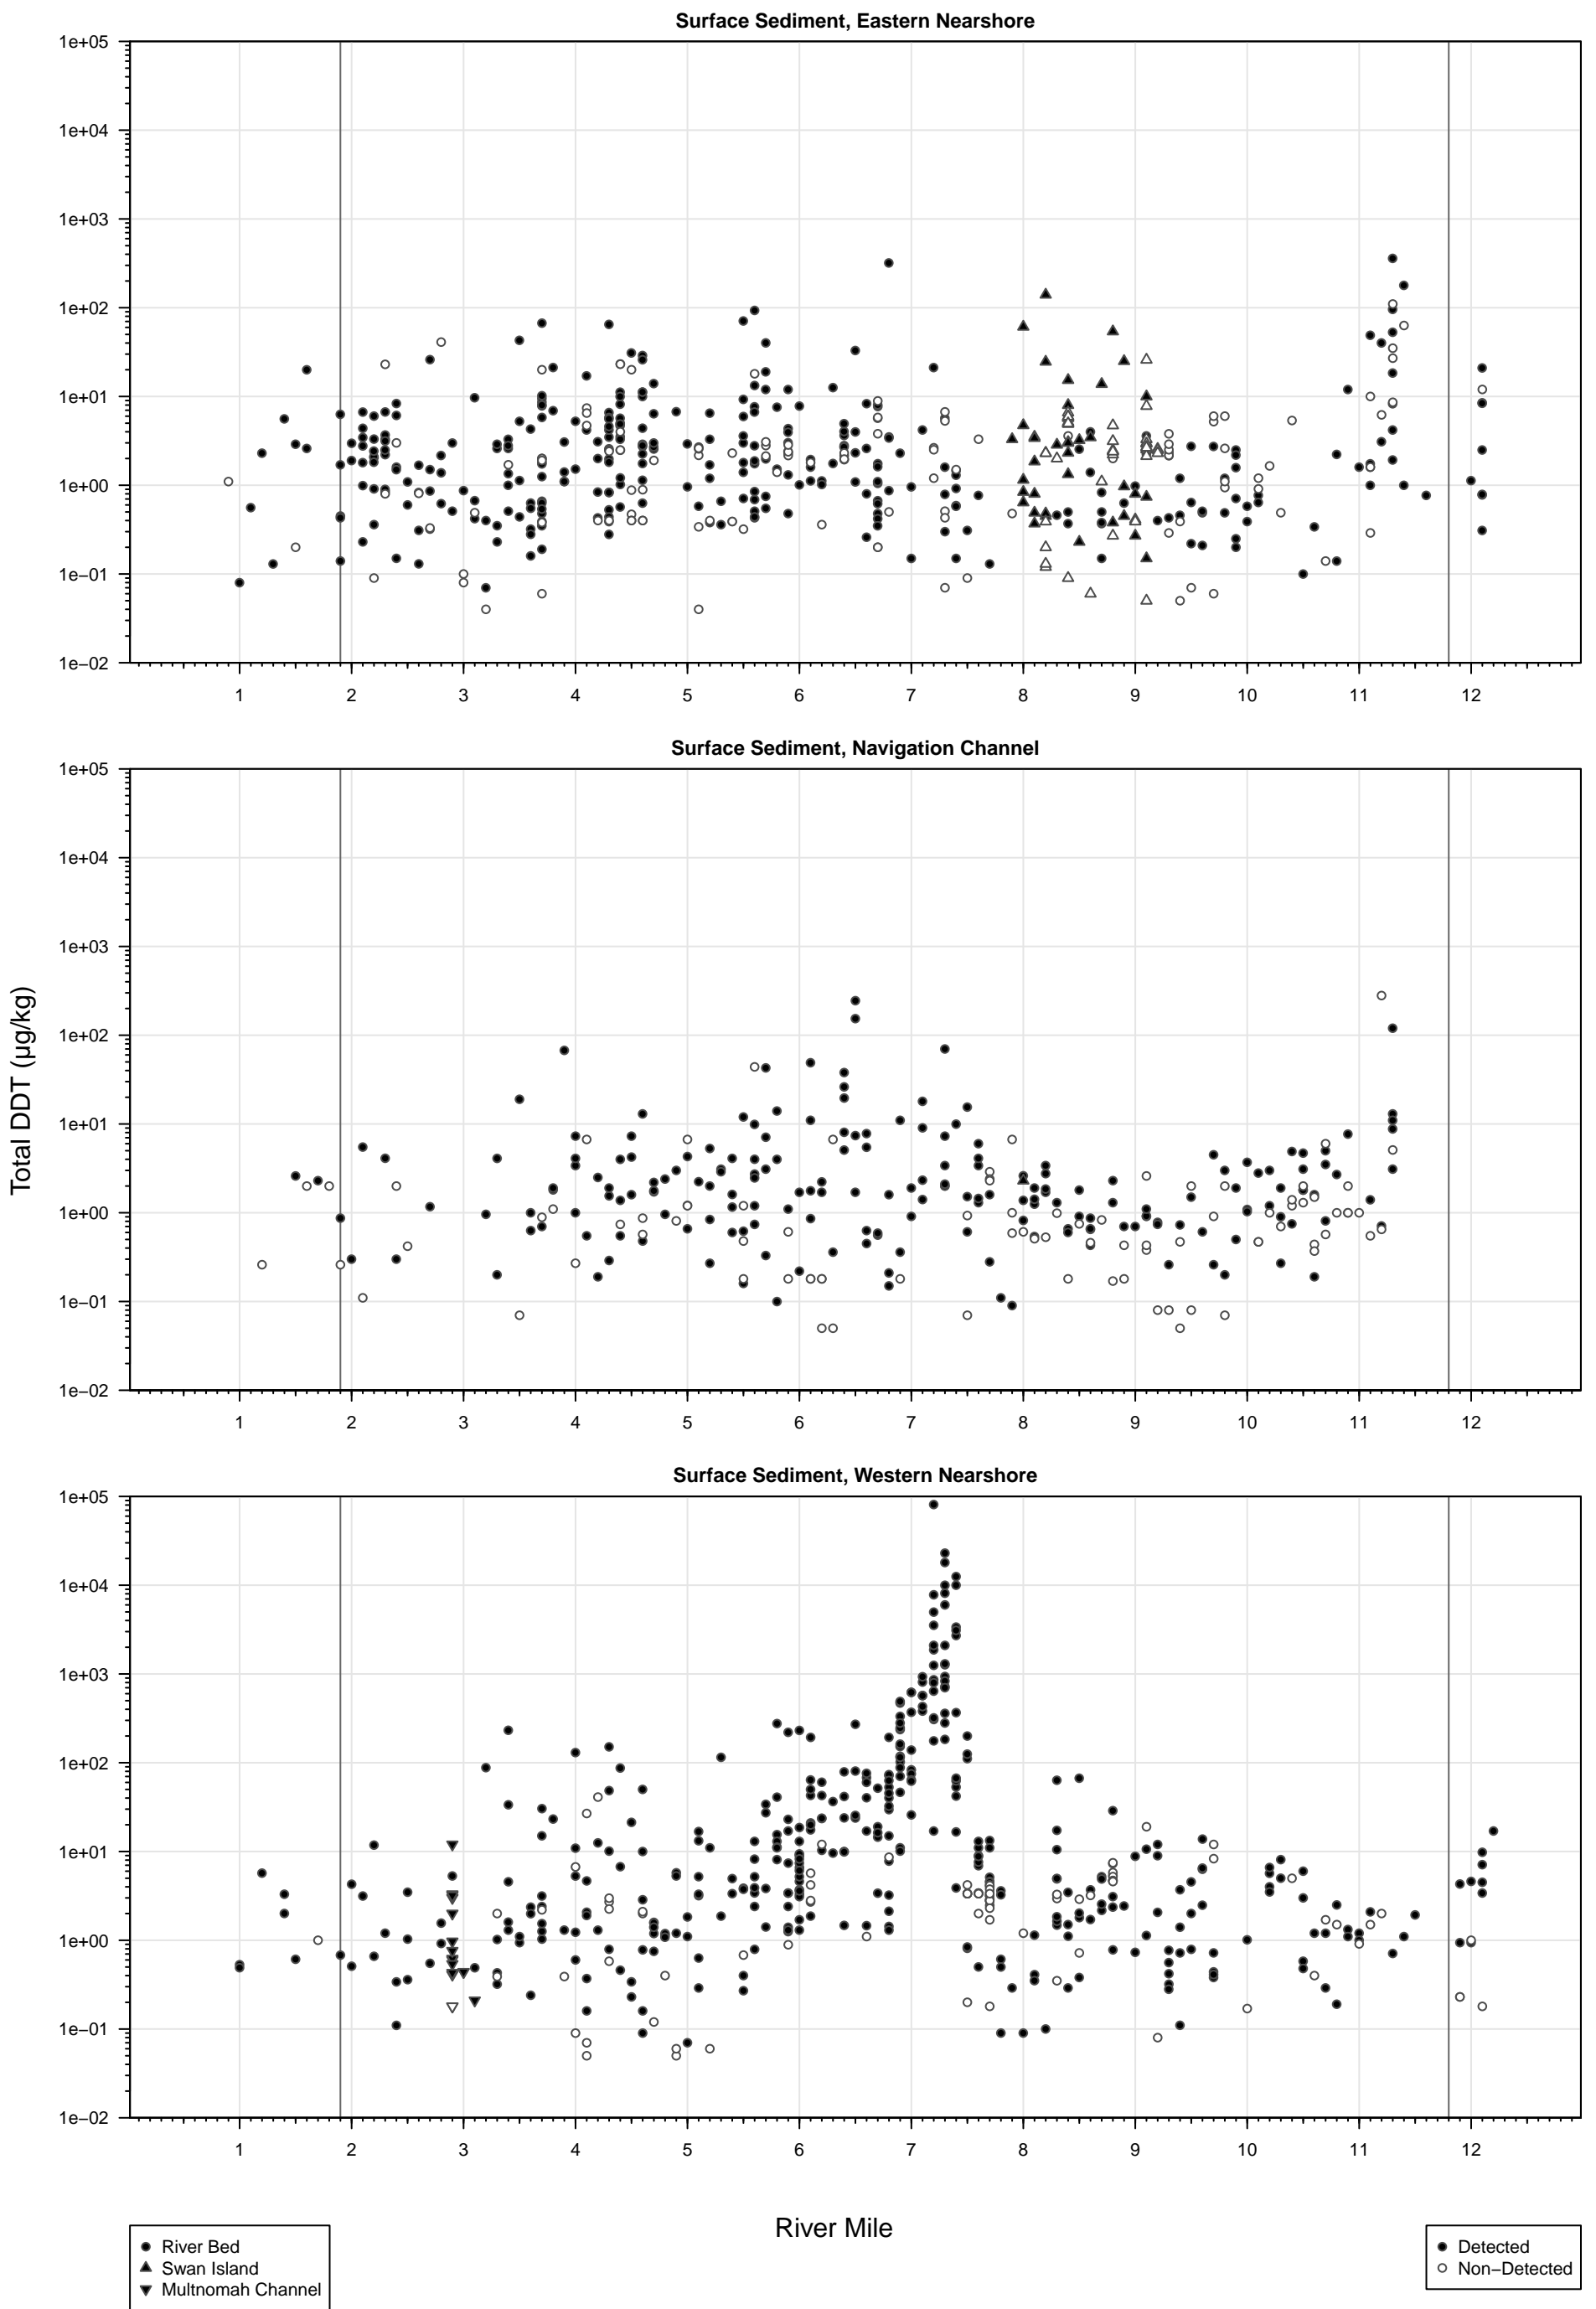 Surface Sediment, Eastern Nearshore
1e+05
1e+04
1e+03
1e+02
1e+01
1e+00
1e−01
1e−02
1 2 3 4 5 6 7 8 9 10 11 12
Surface Sediment, Navigation Channel
1e+05
1e+04
1e+03
1e+02
1e+01
1e+00
1e−01
1e−02
1 2 3 4 5 6 7 8 9 10 11 12
Total DDT (µg/kg)
Surface Sediment, Western Nearshore
1e+05
1e+04
1e+03
1e+02
1e+01
1e+00
1e−01
1e−02
1 2 3 4 5 6 7 8 9 10 11 12
River Mile
River Bed
Swan Island
Multnomah Channel
Detected
Non−Detected